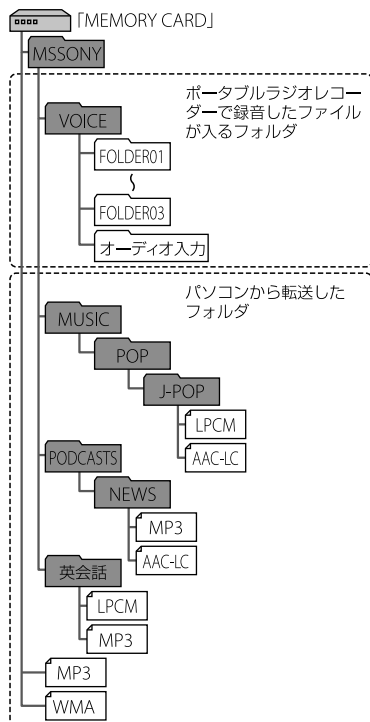 「MEMORY CARD」
MSSONY
ポータブルラジオレコー
ダーで録音したファイル
が入るフォルダ
VOICE
FOLDER01
〜
FOLDER03
オーディオ入力
パソコンから転送した
フォルダ
MUSIC
POP
J-POP
LPCM
AAC-LC
PODCASTS
NEWS
MP3
AAC-LC
英会話
LPCM
MP3
MP3
WMA